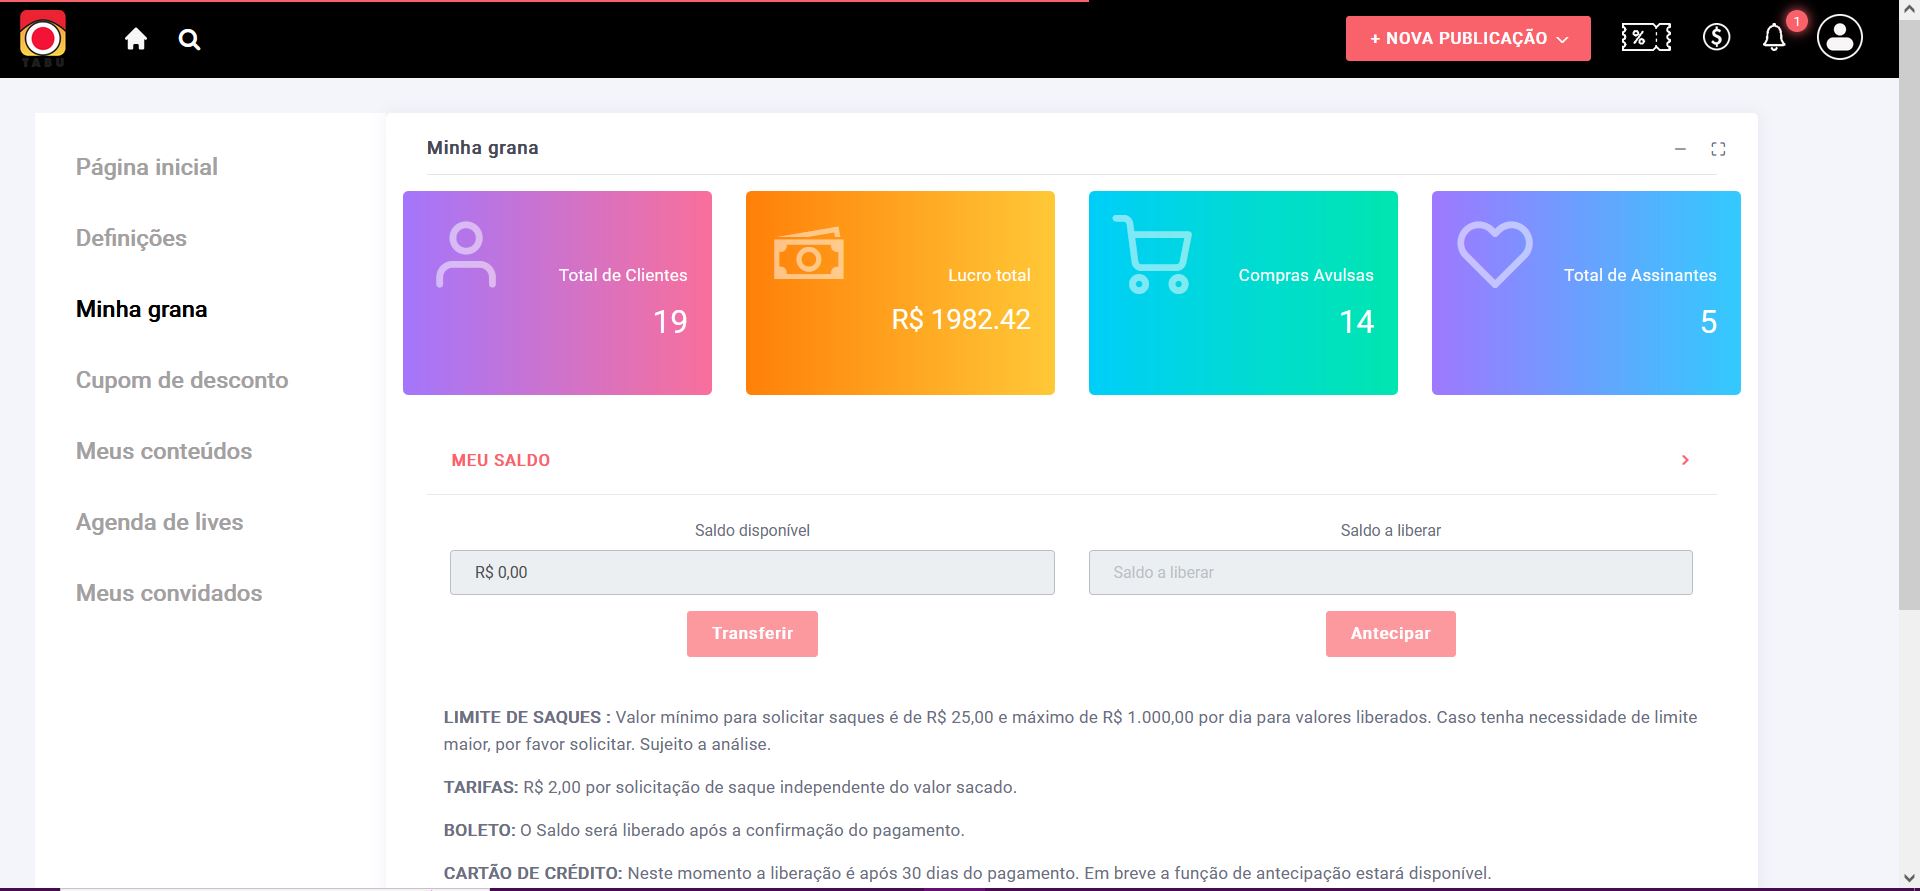 TABU
+ NOVA PUBLICAÇÃO
%
$
1
Página inicial
Definições
Minha grana
Cupom de desconto
Meus conteúdos
Agenda de lives
Meus convidados
Minha grana
Total de Clientes
19
Lucro total
R$ 1982.42
Compras Avulsas
14
Total de Assinantes
5
MEU SALDO
Saldo disponível
R$ 0,00
Transferir
Saldo a liberar
Saldo a liberar
Antecipar
LIMITE DE SAQUES : Valor mínimo para solicitar saques é de R$ 25,00 e máximo de R$ 1.000,00 por dia para valores liberados. Caso tenha necessidade de limite
maior, por favor solicitar. Sujeito a análise.
TARIFAS: R$ 2,00 por solicitação de saque independente do valor sacado.
BOLETO: O Saldo será liberado após a confirmação do pagamento.
CARTÃO DE CRÉDITO: Neste momento a liberação é após 30 dias do pagamento. Em breve a função de antecipação estará disponível.